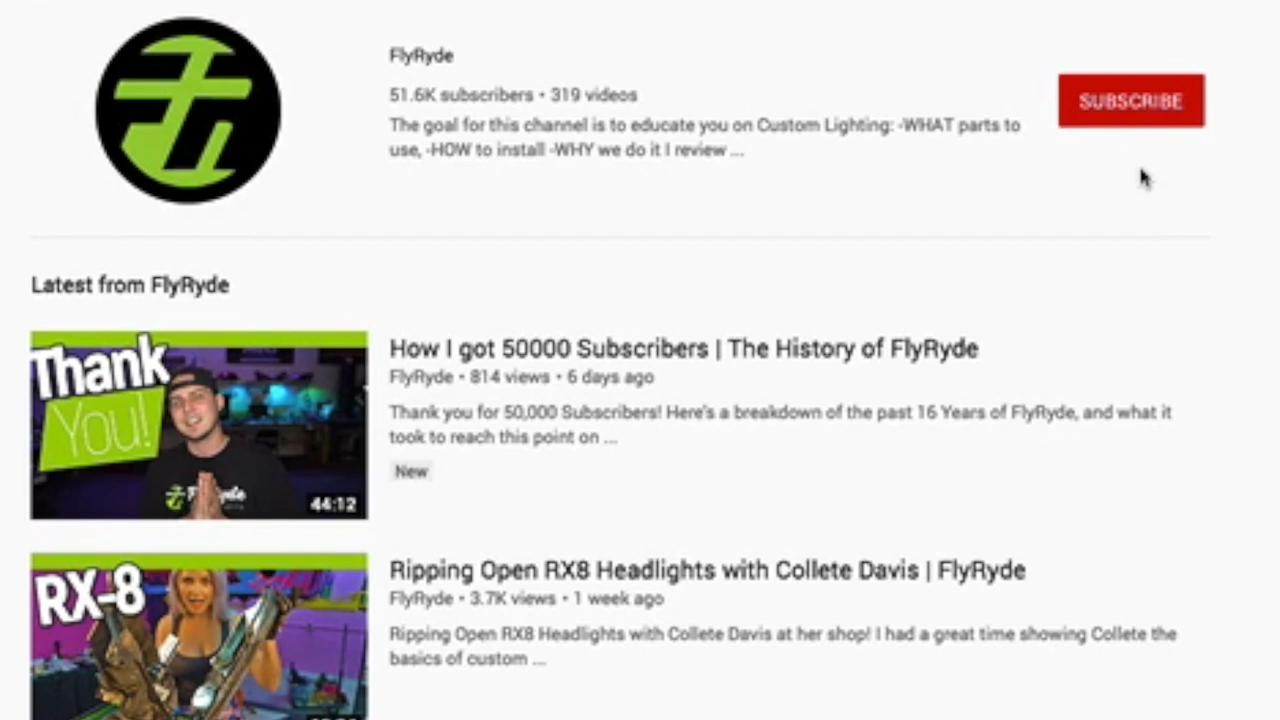 FlyRyde
51.6K subscribers • 319 videos
SUBSCRIBE
The goal for this channel is to educate you on Custom Lighting: -WHAT parts to
use, -HOW to install -WHY we do it I review ...
Latest from FlyRyde
Thank
You!
FlyRyde
44:12
How I got 50000 Subscribers | The History of FlyRyde
FlyRyde • 814 views • 6 days ago
Thank you for 50,000 Subscribers! Here's a breakdown of the past 16 Years of FlyRyde, and what it
took to reach this point on ...
New
RX-8
Ripping Open RX8 Headlights with Collete Davis | FlyRyde
FlyRyde • 3.7K views • 1 week ago
Ripping Open RX8 Headlights with Collete Davis at her shop! I had a great time showing Collete the
basics of custom ...